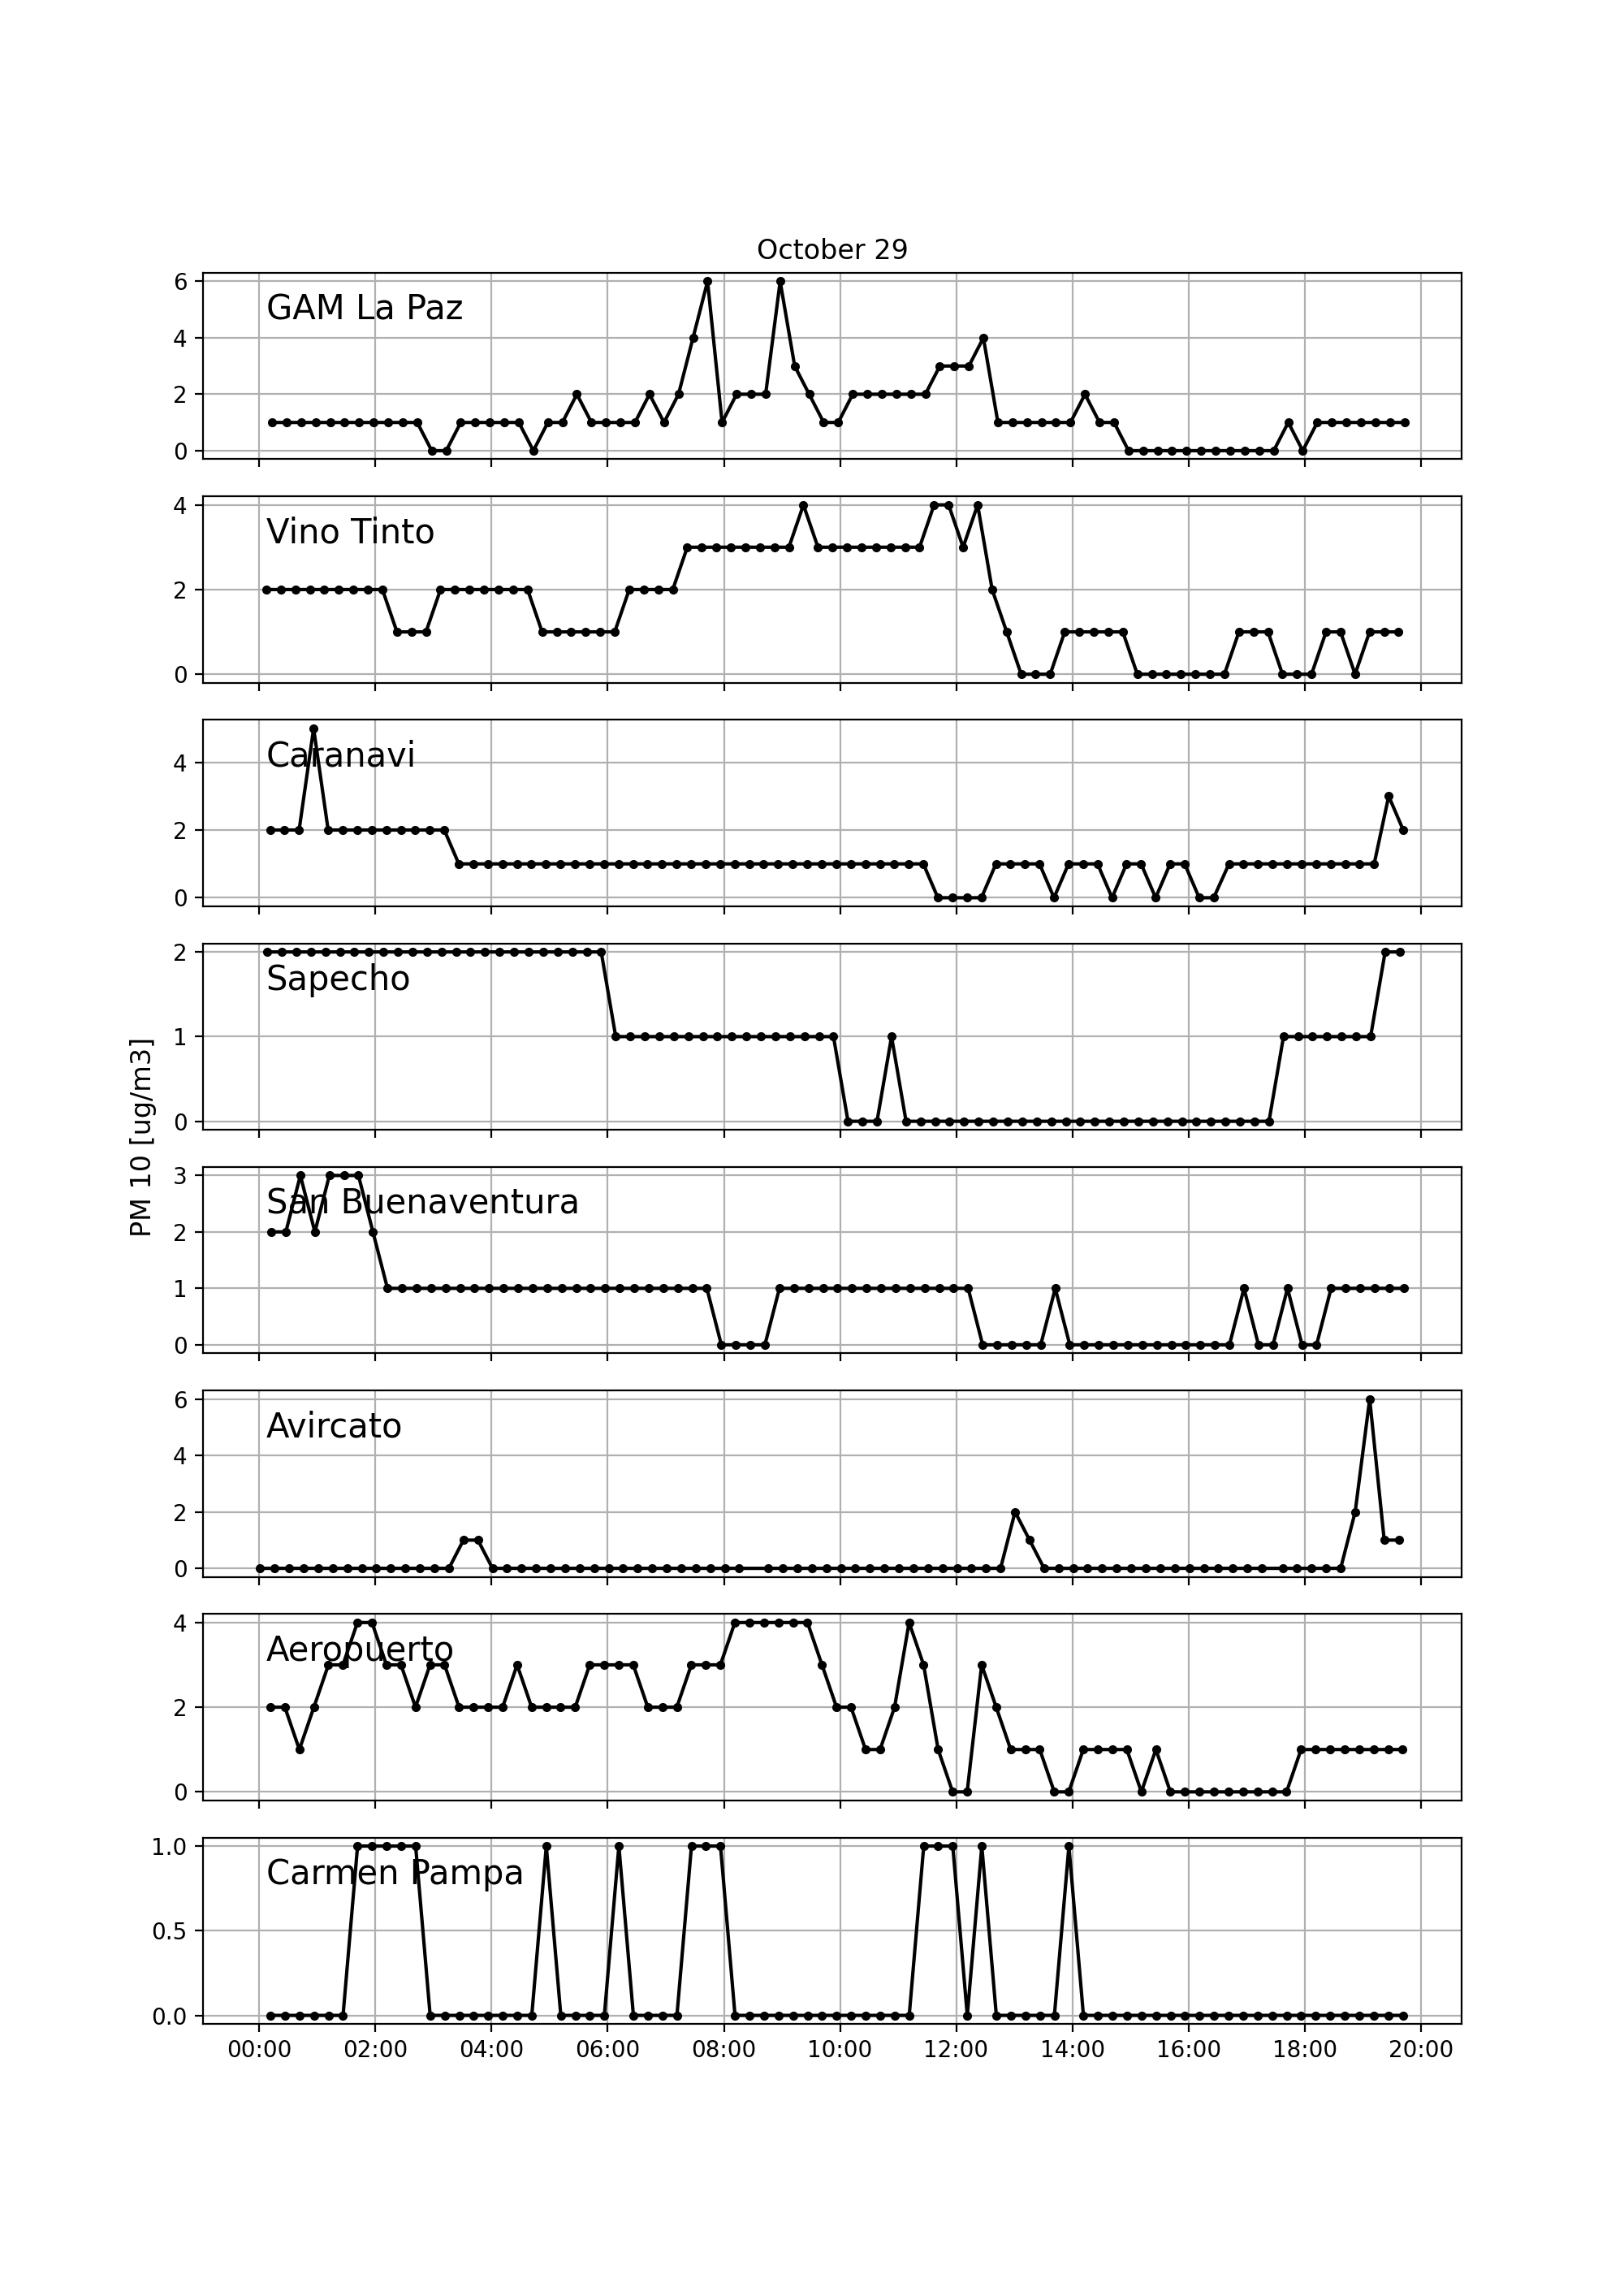 October 29
6
GAM La Paz
4
2
0
4
Vino Tinto
2
0
Caranavi
4
2
0
2
Sapecho
1
0
PM 10 [ug/m3]
3
San Buenaventura
2
1
0
6
Avircato
4
2
0
4
Aeropuerto
2
0
1.0
Carmen Pampa
0.5
0.0
00:00 02:00 04:00 06:00 08:00 10:00 12:00 14:00 16:00 18:00 20:00